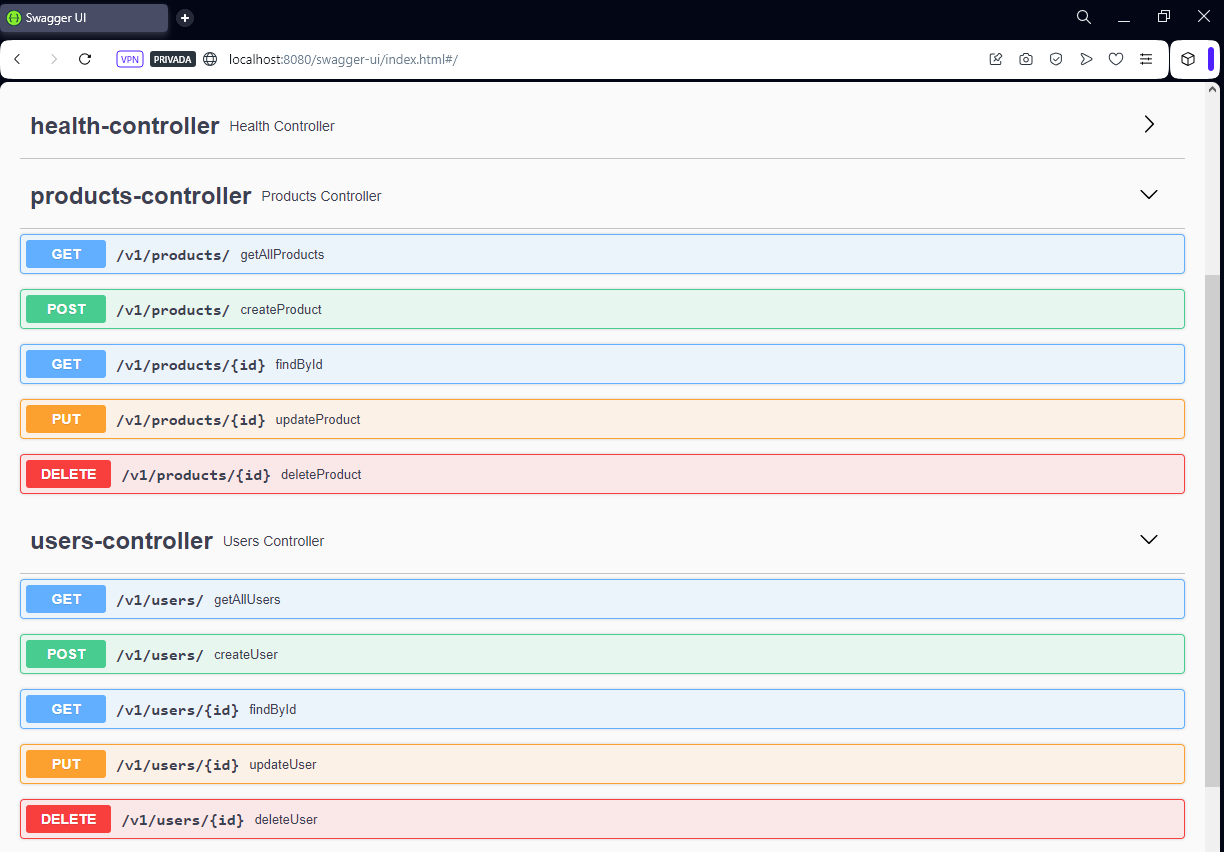 Swagger UI
VPN PRIVADA localhost:8080/swagger-ui/index.html#/
health-controller Health Controller
products-controller Products Controller
GET /v1/products/ getAllProducts
POST /v1/products/ createProduct
GET /v1/products/{id} findById
PUT /v1/products/{id} updateProduct
DELETE /v1/products/{id} deleteProduct
users-controller Users Controller
GET /v1/users/ getAllUsers
POST /v1/users/ createUser
GET /v1/users/{id} findById
PUT /v1/users/{id} updateUser
DELETE /v1/users/{id} deleteUser